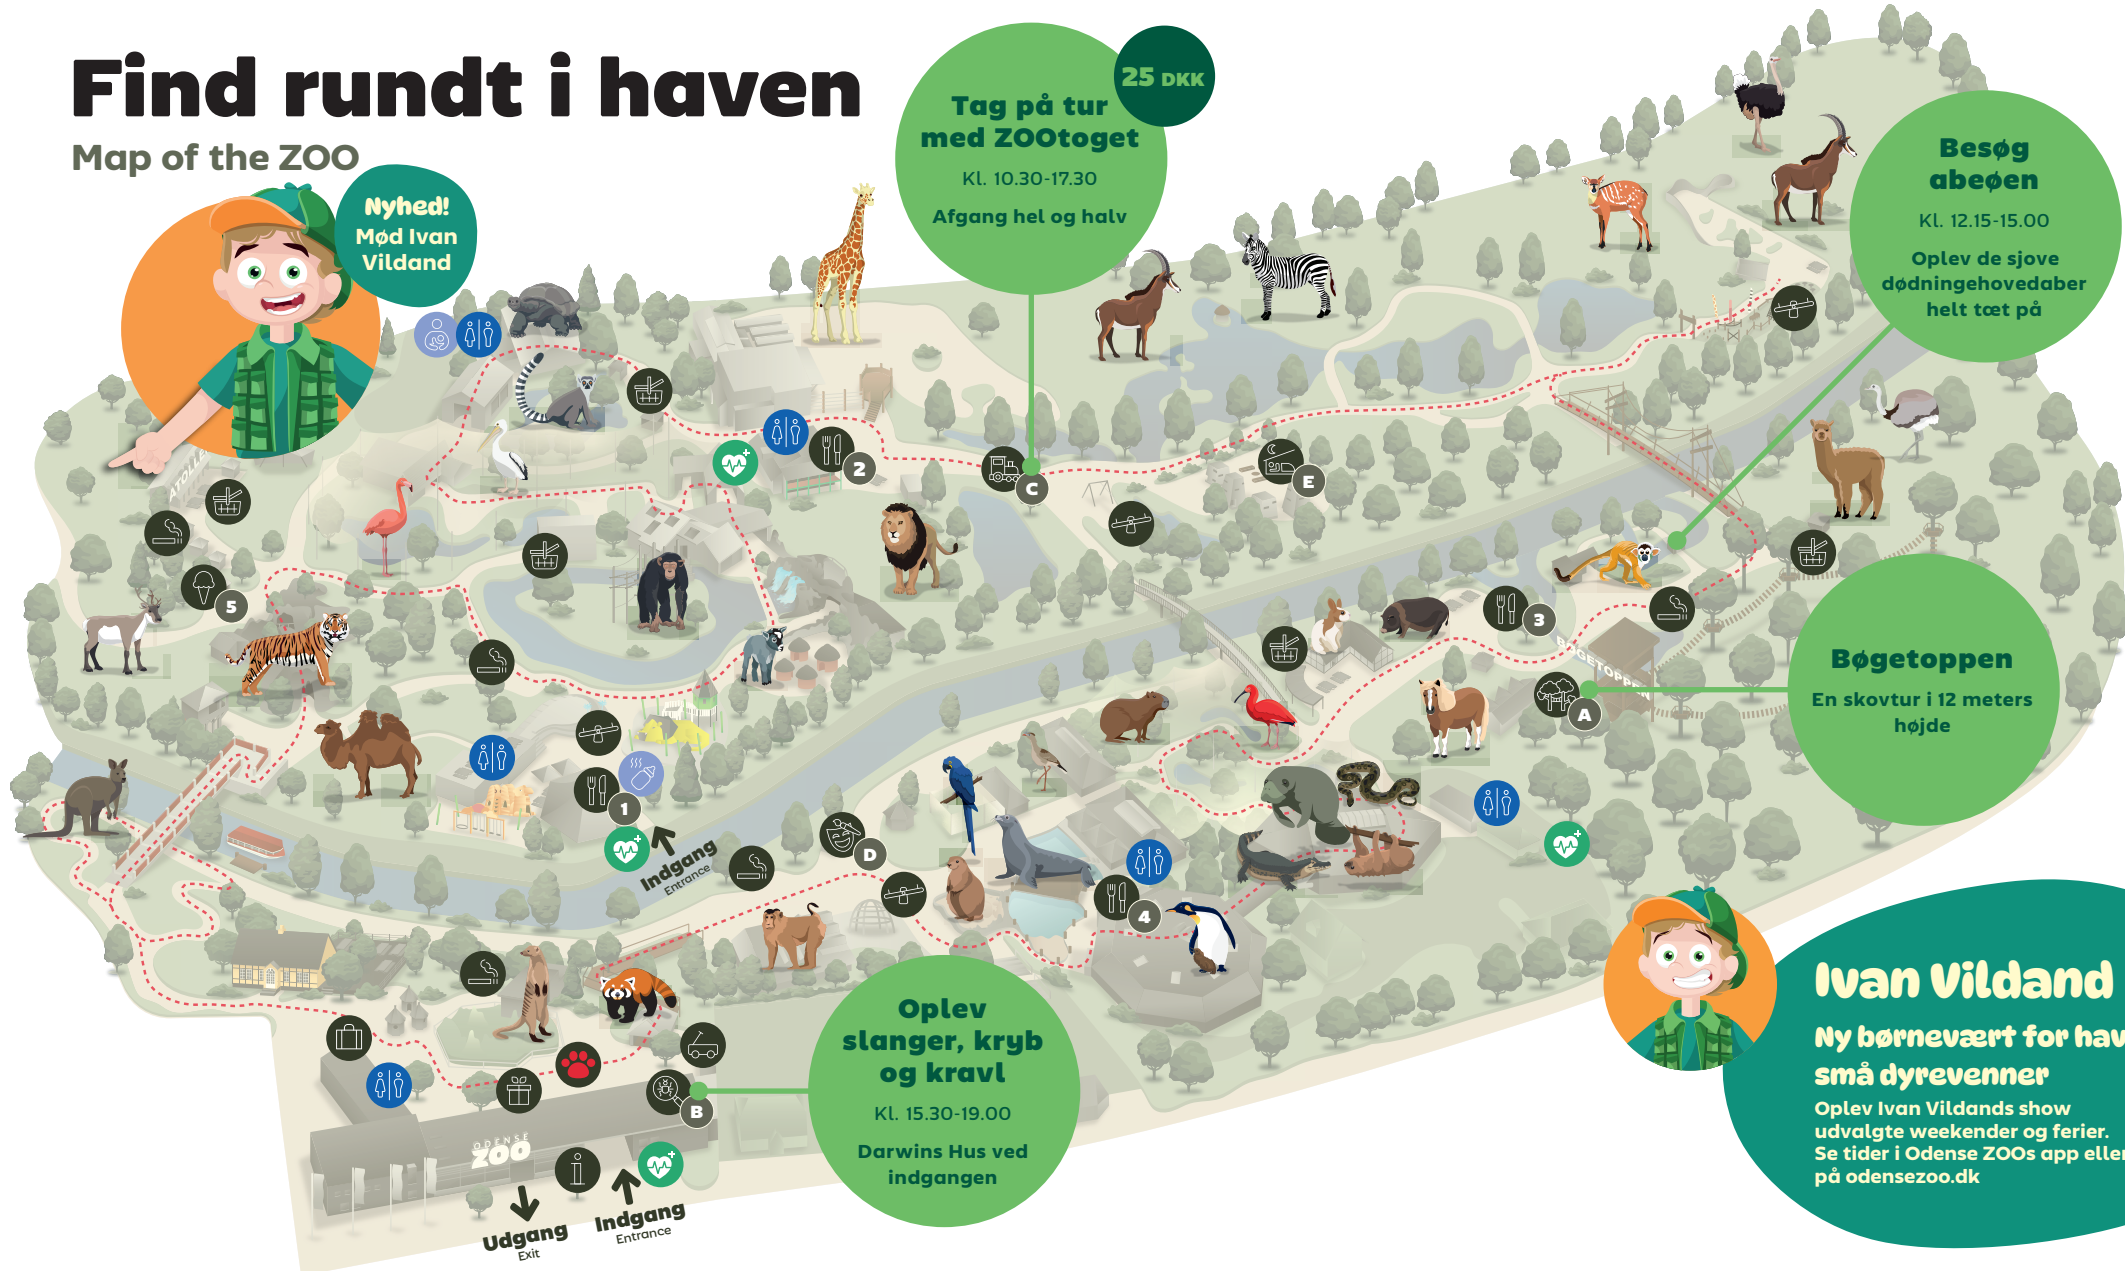 Find rundt i haven
Map of the ZOO
Nyhed!
Mød Ivan
Vildand
Tag på tur
med ZOOtoget
Kl. 10.30-17.30
Afgang hel og halv
25 DKK
Besøg
abeøen
Kl. 12.15-15.00
Oplev de sjove
dødningehovedaber
helt tæt på
ATOLLE
2
C
E
5
3
BØGETOPPEN
A
Bøgetoppen
En skovtur i 12 meters
højde
1
Indgang
Entrance
D
4
Oplev
slanger, kryb
og kravl
Kl. 15.30-19.00
Darwins Hus ved
indgangen
B
ODENSE
ZOO
Udgang
Exit
Indgang
Entrance
Ivan Vildand
Ny børnevært for hav
små dyrevenner
Oplev Ivan Vildands show
udvalgte weekender og ferier.
Se tider i Odense ZOOs app eller
på odensezoo.dk